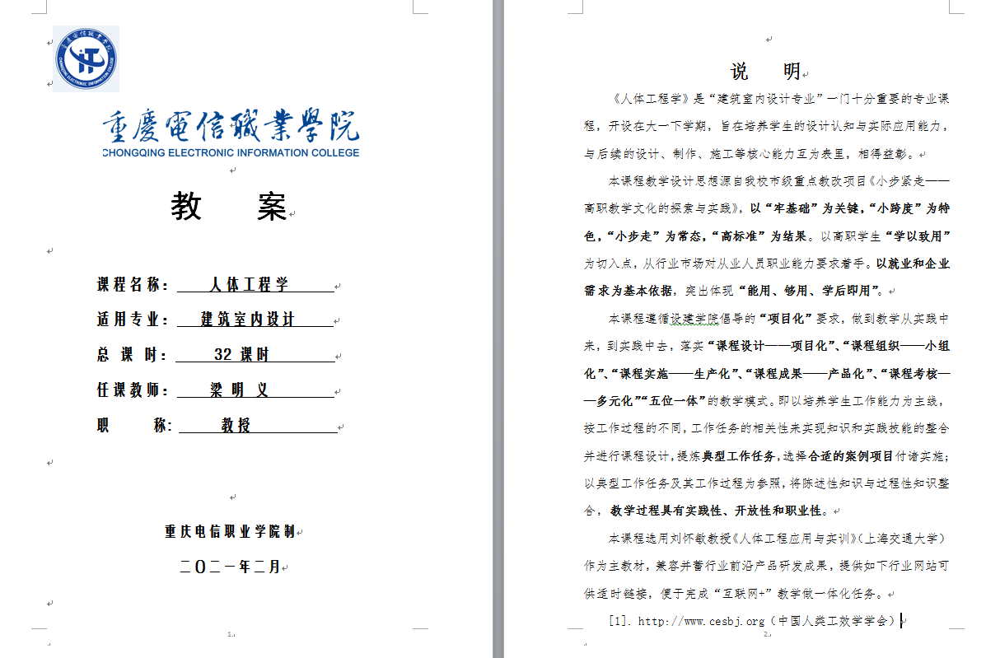 重慶電信職業學院
CHONGQING ELECTRONIC INFORMATION COLLEGE
重慶電信職業學院
CHONGQING ELECTRONIC INFORMATION COLLEGE
教 案
课程名称： 人体工程学
适用专业： 建筑室内设计
总 课 时： 32 课时
任课教师： 梁 明 义
职 称: 教授
重庆电信职业学院制
二〇二一年二月
1
说 明
《人体工程学》是“建筑室内设计专业”一门十分重要的专业课
程，开设在大一下学期，旨在培养学生的设计认知与实际应用能力，
与后续的设计、制作、施工等核心能力互为表里，相得益彰。
本课程教学设计思想源自我校市级重点教改项目《小步紧走——
高职教学文化的探索与实践》，以“牢基础”为关键，“小跨度”为特
色，“小步走”为常态，“高标准”为结果。以高职学生“学以致用”
为切入点，从行业市场对从业人员职业能力要求着手。以就业和企业
需求为基本依据，突出体现“能用、够用、学后即用”。
本课程遵循设建学院倡导的“项目化”要求，做到教学从实践中
来，到实践中去，落实“课程设计——项目化”、“课程组织——小组
化”、“课程实施——生产化”、“课程成果——产品化”、“课程考核—
—多元化”“五位一体”的教学模式。即以培养学生工作能力为主线，
按工作过程的不同，工作任务的相关性来实现知识和实践技能的整合
并进行课程设计，提炼典型工作任务，选择合适的案例项目付诸实施；
以典型工作任务及其工作过程为参照，将陈述性知识与过程性知识整
合，教学过程具有实践性、开放性和职业性。
本课程选用刘怀敏教授《人体工程应用与实训》（上海交通大学）
作为主教材，兼容并蓄行业前沿产品研发成果，提供如下行业网站可
供适时链接，便于完成“互联网+”教学做一体化任务。
[1]. http://www.cesbj.org（中国人类工效学学会）
2